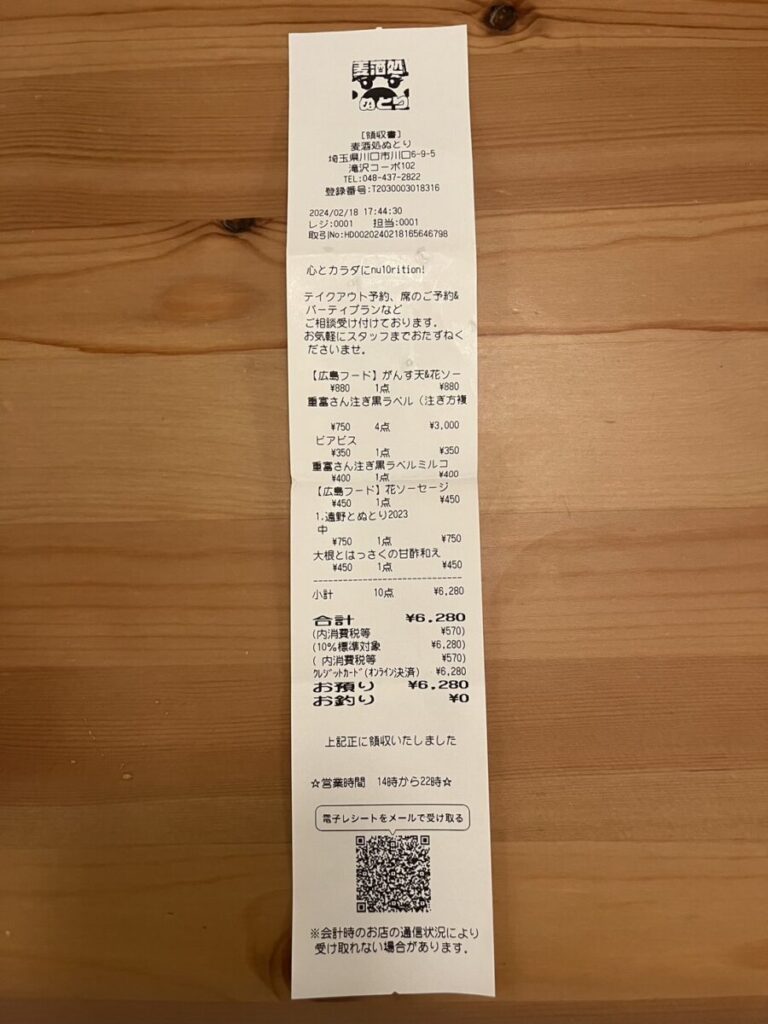 麦酒処
ぬとり
[領収書]
麦酒処ぬとり
埼玉県川口市川口6-9-5
滝沢コーポ102
TEL:048-437-2822
登録番号:T2030003018316
2024/02/18 17:44:30
レジ:0001 担当:0001
取引No:HD0020240218165646798
心とカラダにnu10rition!
テイクアウト予約、席のご予約&
パーティプランなど
ご相談受け付けております。
お気軽にスタッフまでおたずねく
ださいませ。
【広島フード】がんす天&花ソー
¥880 1点 ¥880
重富さん注ぎ黒ラベル（注ぎ方複
¥750 4点 ¥3,000
ビアビス
¥350 1点 ¥350
重富さん注ぎ黒ラベルミルコ
¥400 1点 ¥400
【広島フード】花ソーセージ
¥450 1点 ¥450
1.遠野とぬとり2023
中
¥750 1点 ¥750
大根とはっさくの甘酢和え
¥450 1点 ¥450
--------------------------------
小計 10点 ¥6,280
合計 ¥6,280
(内消費税等 ¥570)
(10%標準対象 ¥6,280)
( 内消費税等 ¥570)
ｸﾚｼﾞｯﾄｶｰﾄﾞ(ｵﾝﾗｲﾝ決済) ¥6,280
お預り ¥6,280
お釣り ¥0
上記正に領収いたしました
☆営業時間 14時から22時☆
電子レシートをメールで受け取る
※会計時のお店の通信状況により
受け取れない場合があります。